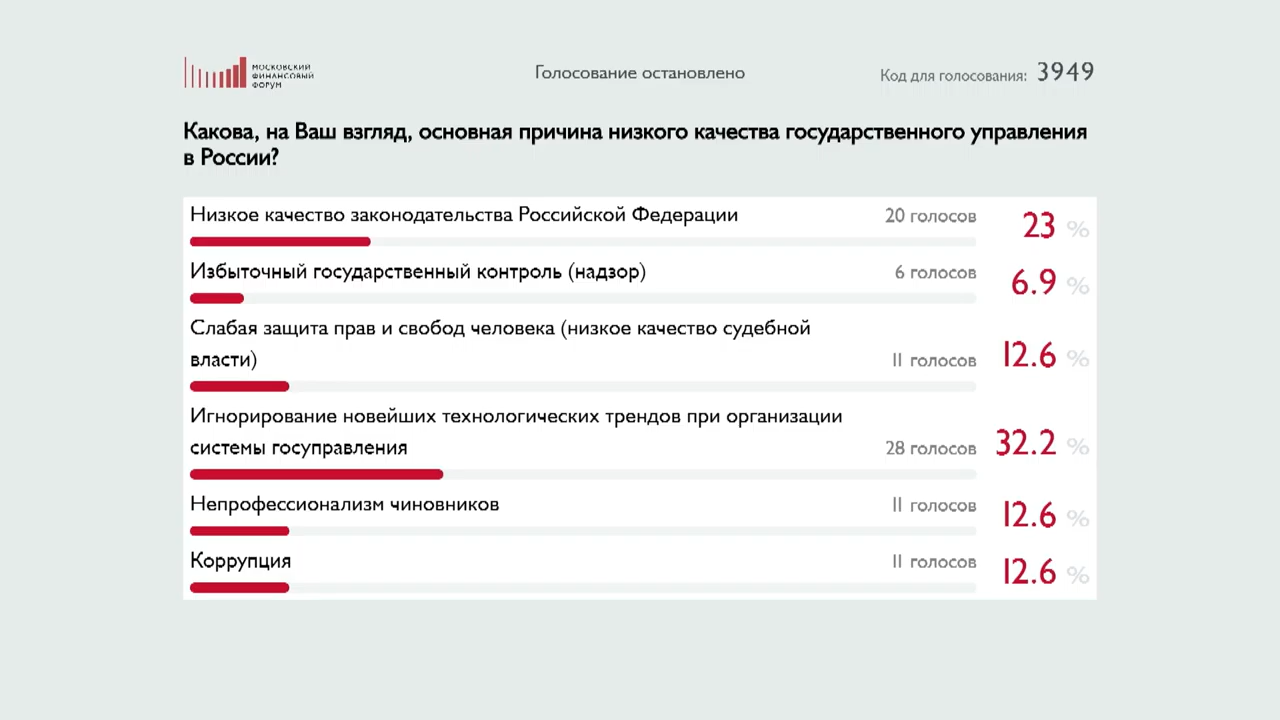 МОСКОВСКИЙ
ФИНАНСОВЫЙ
ФОРУМ
Голосование остановлено
Код для голосования: 3949
Какова, на Ваш взгляд, основная причина низкого качества государственного управления
в России?
Низкое качество законодательства Российской Федерации
20 голосов
23 %
Избыточный государственный контроль (надзор)
6 голосов
6.9 %
Слабая защита прав и свобод человека (низкое качество судебной
власти)
11 голосов
12.6 %
Игнорирование новейших технологических трендов при организации
системы госуправления
28 голосов
32.2 %
Непрофессионализм чиновников
11 голосов
12.6 %
Коррупция
11 голосов
12.6 %